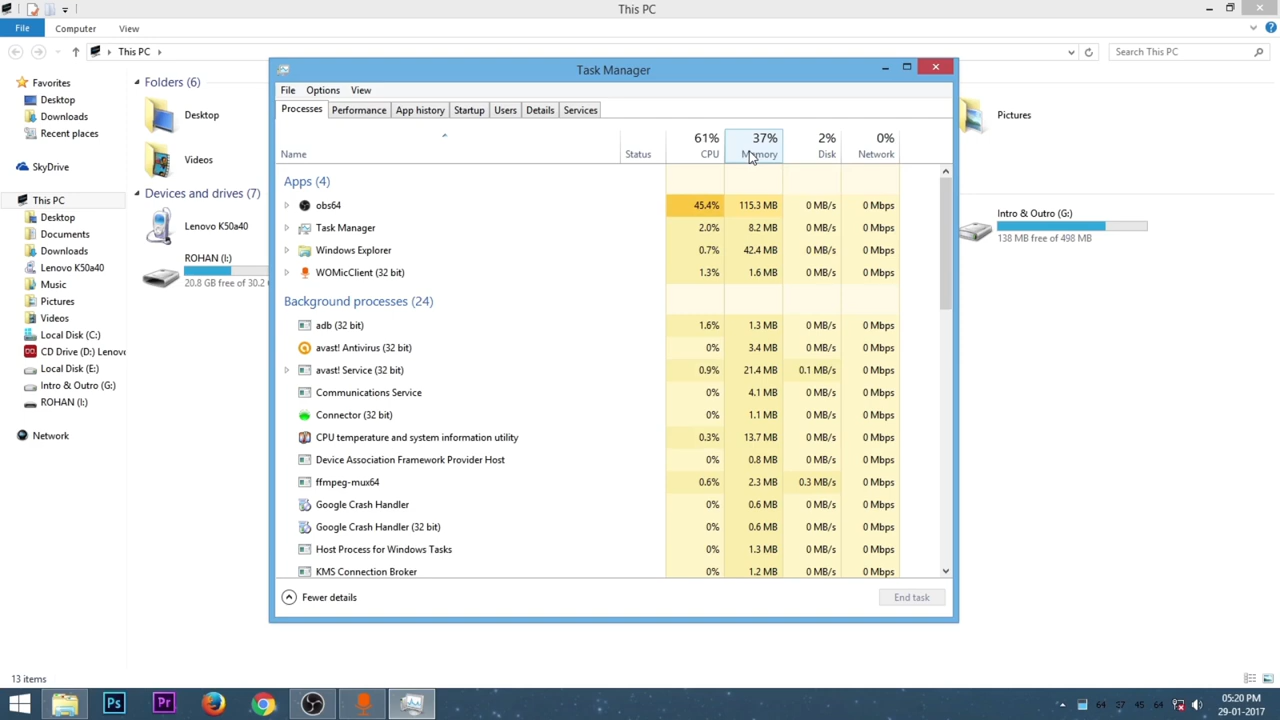 This PC
File
Computer
View
This PC
Search This PC
Favorites
Desktop
Downloads
Recent places
SkyDrive
This PC
Desktop
Documents
Downloads
Lenovo K50a40
Music
Pictures
Videos
Local Disk (C:)
CD Drive (D:) Lenovo
Local Disk (E:)
Intro & Outro (G:)
ROHAN (I:)
Network
Folders (6)
Desktop
Videos
Pictures
Devices and drives (7)
Lenovo K50a40
ROHAN (I:)
20.8 GB free of 30.2
Intro & Outro (G:)
138 MB free of 498 MB
Task Manager
File Options View
Processes Performance App history Startup Users Details Services
61% 37% 2% 0%
Name Status CPU Memory Disk Network
Apps (4)
obs64 45.4% 115.3 MB 0 MB/s 0 Mbps
Task Manager 2.0% 8.2 MB 0 MB/s 0 Mbps
Windows Explorer 0.7% 42.4 MB 0 MB/s 0 Mbps
WOMicClient (32 bit) 1.3% 1.6 MB 0 MB/s 0 Mbps
Background processes (24)
adb (32 bit) 1.6% 1.3 MB 0 MB/s 0 Mbps
avast! Antivirus (32 bit) 0% 3.4 MB 0 MB/s 0 Mbps
avast! Service (32 bit) 0.9% 21.4 MB 0.1 MB/s 0 Mbps
Communications Service 0% 4.1 MB 0 MB/s 0 Mbps
Connector (32 bit) 0% 1.1 MB 0 MB/s 0 Mbps
CPU temperature and system information utility 0.3% 13.7 MB 0 MB/s 0 Mbps
Device Association Framework Provider Host 0% 0.8 MB 0 MB/s 0 Mbps
ffmpeg-mux64 0.6% 2.3 MB 0.3 MB/s 0 Mbps
Google Crash Handler 0% 0.6 MB 0 MB/s 0 Mbps
Google Crash Handler (32 bit) 0% 0.6 MB 0 MB/s 0 Mbps
Host Process for Windows Tasks 0% 1.3 MB 0 MB/s 0 Mbps
KMS Connection Broker 0% 1.2 MB 0 MB/s 0 Mbps
Fewer details
End task
13 items
Ps
Pr
64 37 45 64
05:20 PM
29-01-2017